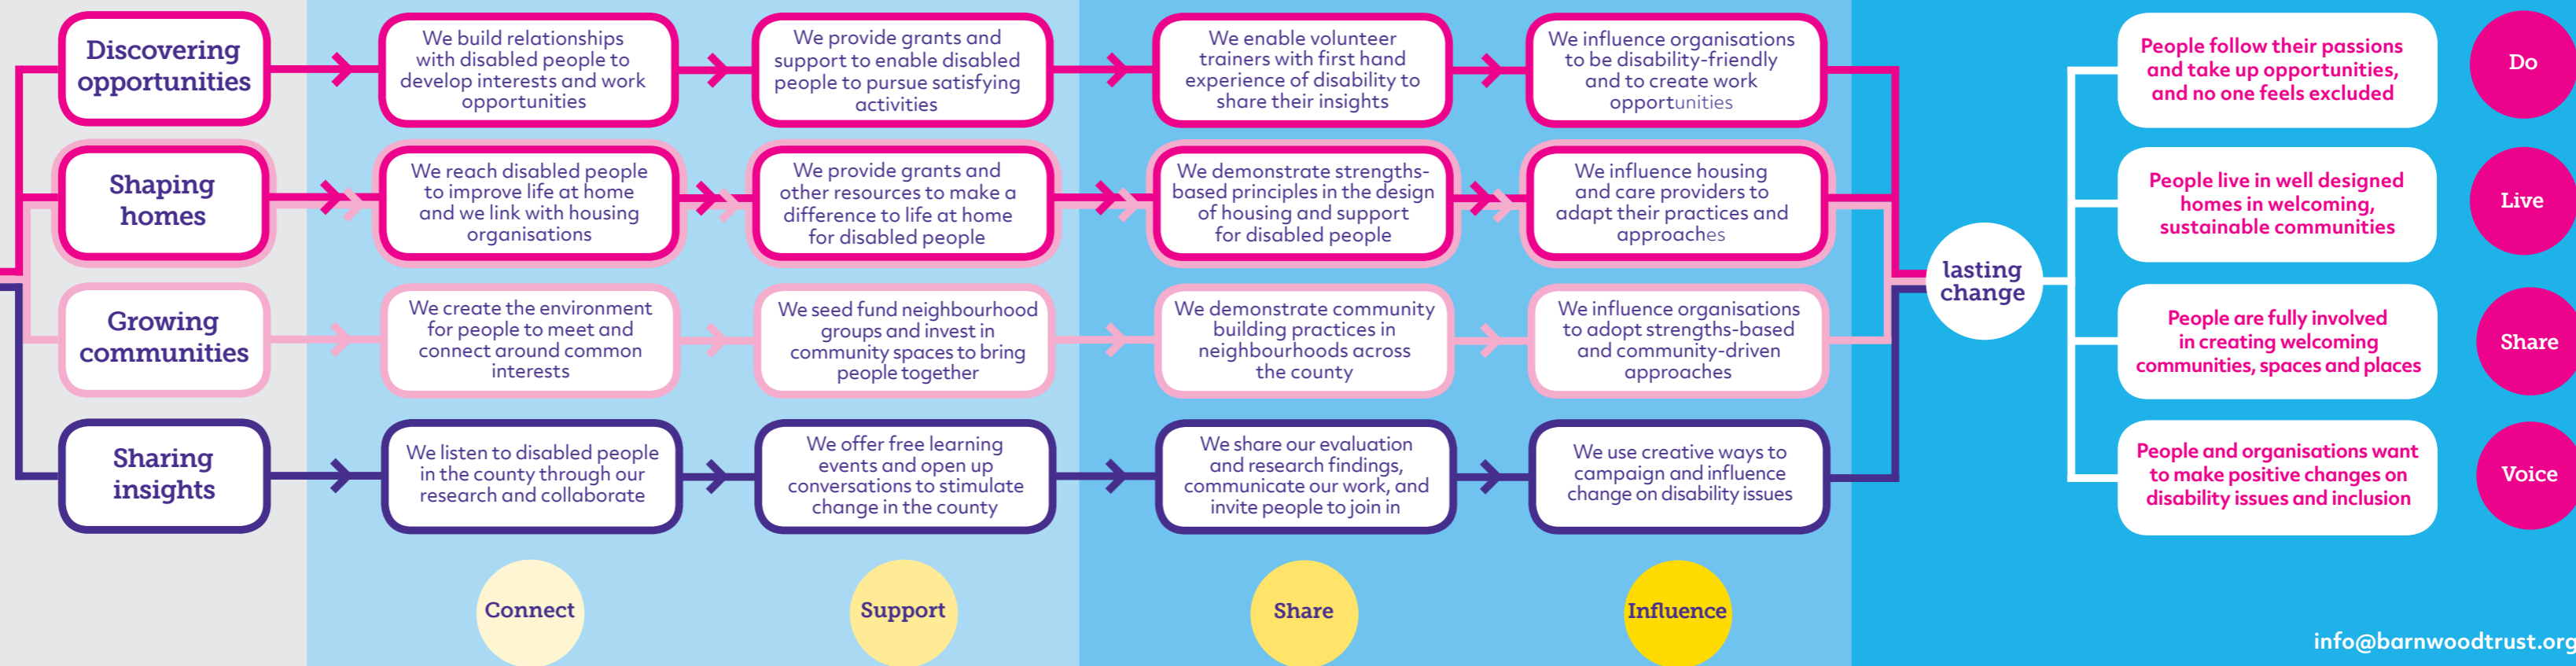 Discovering
opportunities
We build relationships
with disabled people to
develop interests and work
opportunities
We provide grants and
support to enable disabled
people to pursue satisfying
activities
We enable volunteer
trainers with first hand
experience of disability to
share their insights
We influence organisations
to be disability-friendly
and to create work
opportunities
Shaping
homes
We reach disabled people
to improve life at home
and we link with housing
organisations
We provide grants and
other resources to make a
difference to life at home
for disabled people
We demonstrate strengths-
based principles in the design
of housing and support
for disabled people
We influence housing
and care providers to
adapt their practices and
approaches
Growing
communities
We create the environment
for people to meet and
connect around common
interests
We seed fund neighbourhood
groups and invest in
community spaces to bring
people together
We demonstrate community
building practices in
neighbourhoods across
the county
We influence organisations
to adopt strengths-based
and community-driven
approaches
Sharing
insights
We listen to disabled people
in the county through our
research and collaborate
We offer free learning
events and open up
conversations to stimulate
change in the county
We share our evaluation
and research findings,
communicate our work, and
invite people to join in
We use creative ways to
campaign and influence
change on disability issues
Connect
Support
Share
Influence
lasting
change
People follow their passions
and take up opportunities,
and no one feels excluded
Do
People live in well designed
homes in welcoming,
sustainable communities
Live
People are fully involved
in creating welcoming
communities, spaces and places
Share
People and organisations want
to make positive changes on
disability issues and inclusion
Voice
info@barnwoodtrust.org